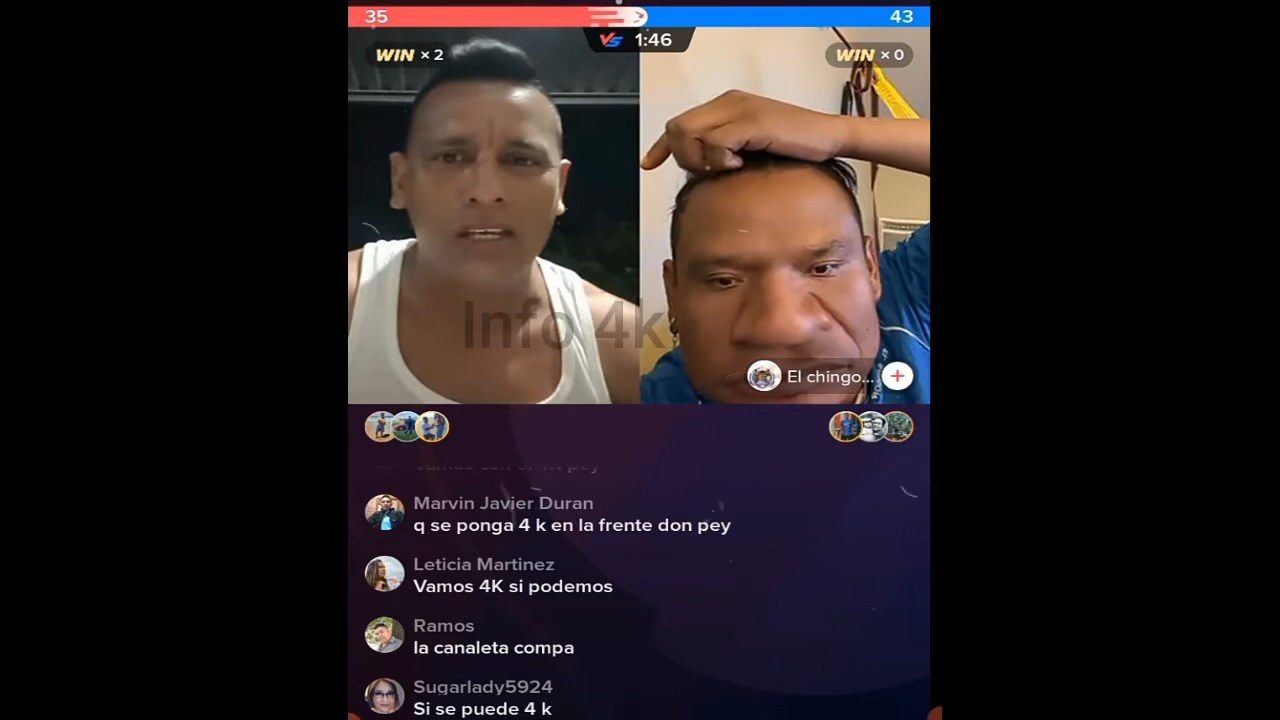 35
43
VS 1:46
WIN × 2
WIN × 0
Info 4k
El chingo...
Marvin Javier Duran
q se ponga 4 k en la frente don pey
Leticia Martinez
Vamos 4K si podemos
Ramos
la canaleta compa
Sugarlady5924
Si se puede 4 k